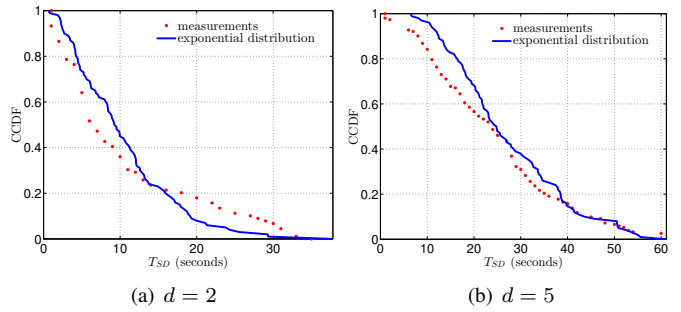 measurements
exponential distribution
CCDF
1
0.8
0.6
0.4
0.2
0
0
10
20
30
T_SD (seconds)
(a) d = 2
measurements
exponential distribution
CCDF
1
0.8
0.6
0.4
0.2
0
0
10
20
30
40
50
60
T_SD (seconds)
(b) d = 5